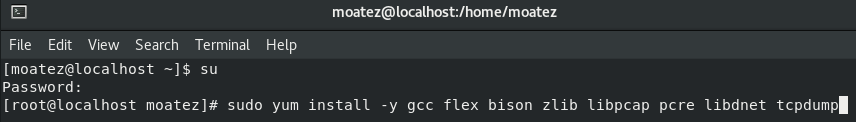 moatez@localhost:/home/moatez
File Edit View Search Terminal Help
[moatez@localhost ~]$ su
Password:
[root@localhost moatez]# sudo yum install -y gcc flex bison zlib libpcap pcre libdnet tcpdump